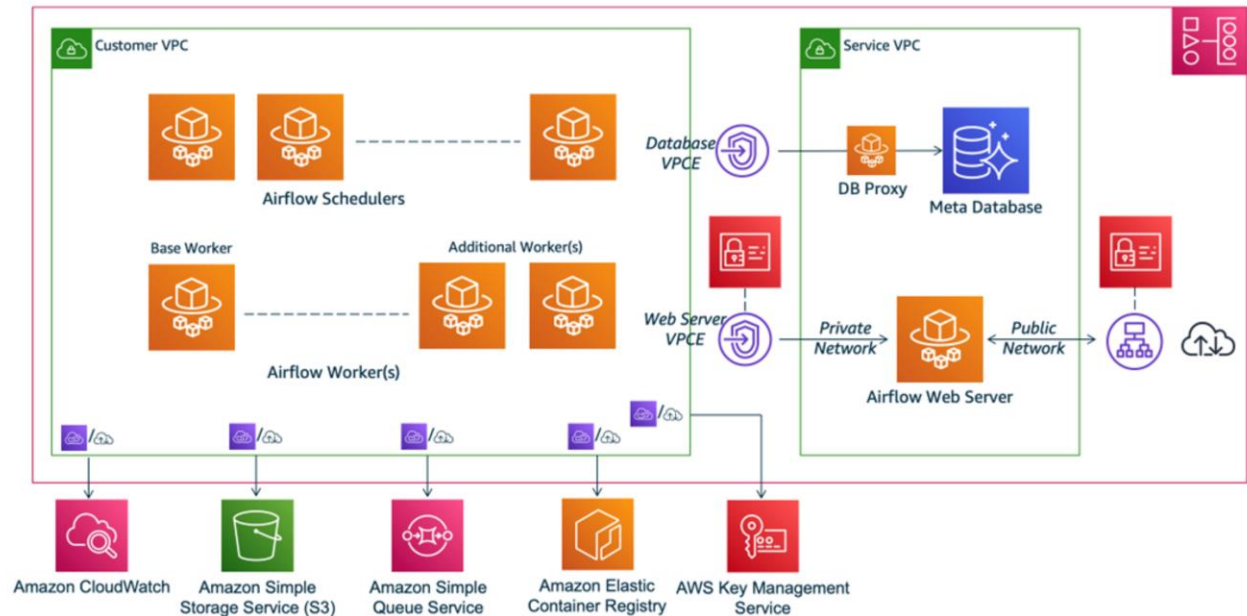 Customer VPC
Service VPC
Airflow Schedulers
Database
VPCE
DB Proxy
Meta Database
Base Worker
Additional Worker(s)
Airflow Worker(s)
Web Server
VPCE
Private
Network
Public
Network
Airflow Web Server
/
/
/
/
/
Amazon CloudWatch
Amazon Simple
Storage Service (S3)
Amazon Simple
Queue Service
Amazon Elastic
Container Registry
AWS Key Management
Service